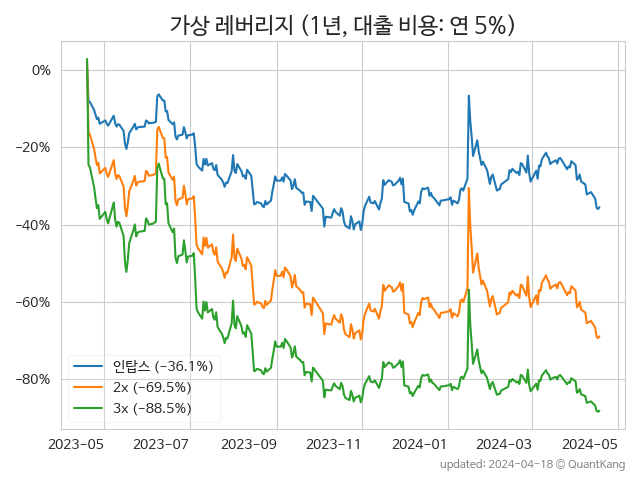 가상 레버리지 (1년, 대출 비용: 연 5%)
0%
−20%
−40%
−60%
−80%
인탑스 (−36.1%)
2x (−69.5%)
3x (−88.5%)
2023-05 2023-07 2023-09 2023-11 2024-01 2024-03 2024-05
updated: 2024-04-18 © QuantKang